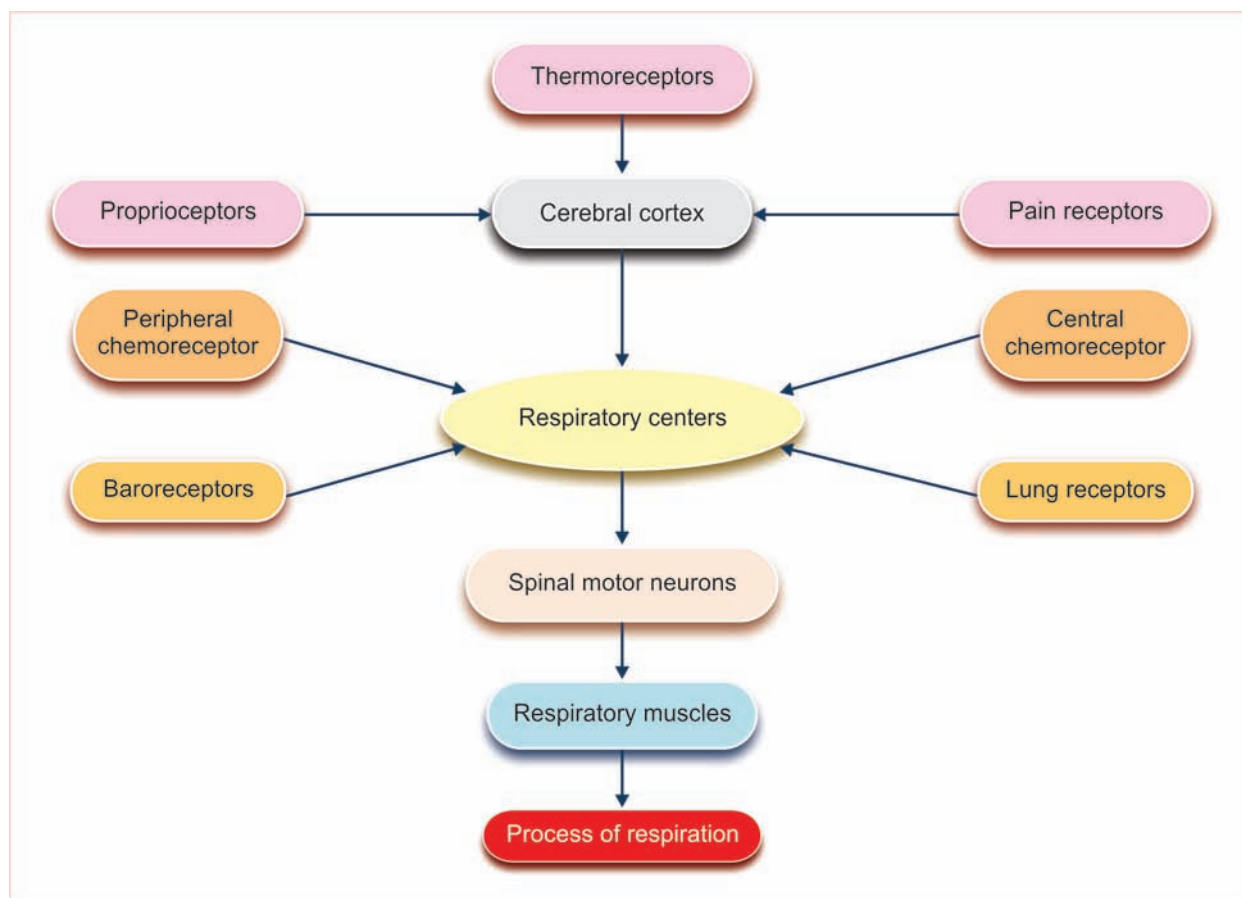 Thermoreceptors
Proprioceptors
Cerebral cortex
Pain receptors
Peripheral
chemoreceptor
Central
chemoreceptor
Respiratory centers
Baroreceptors
Lung receptors
Spinal motor neurons
Respiratory muscles
Process of respiration